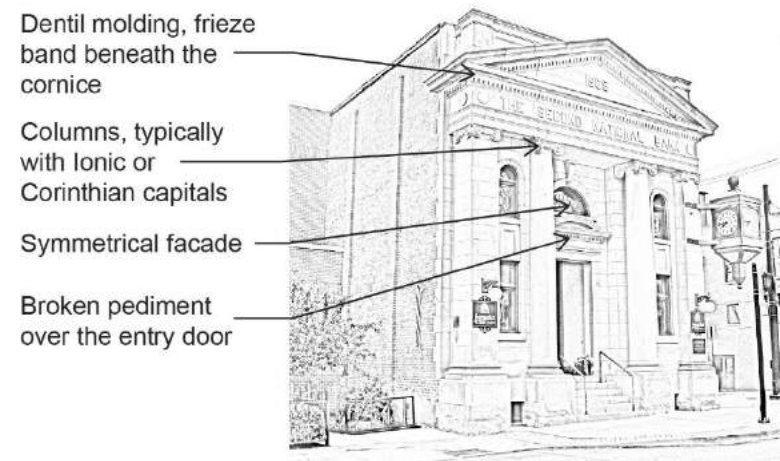 Dentil molding, frieze
band beneath the
cornice
Columns, typically
with Ionic or
Corinthian capitals
Symmetrical facade
Broken pediment
over the entry door
1903
THE SECOND NATIONAL BANK